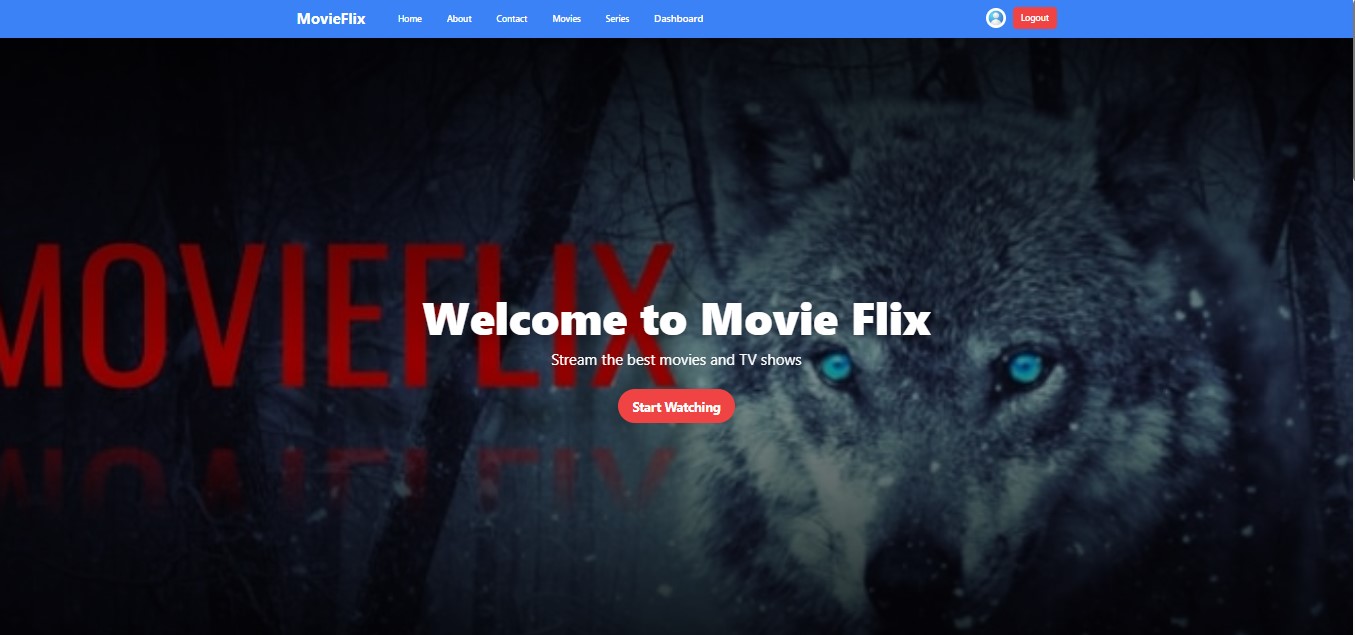 MovieFlix Home About Contact Movies Series Dashboard Logout
MOVIEFLIX
Welcome to Movie Flix
Stream the best movies and TV shows
Start Watching